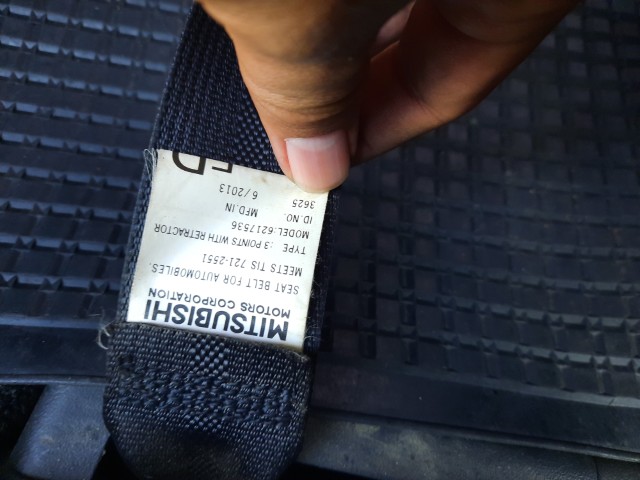 MITSUBISHI
MOTORS CORPORATION
SEAT BELT FOR AUTOMOBILES
MEETS TIS 721-2551
TYPE :3 POINTS WITH RETRACTOR
MODEL:6217536
ID.NO. MFD.IN 6/2013
3625